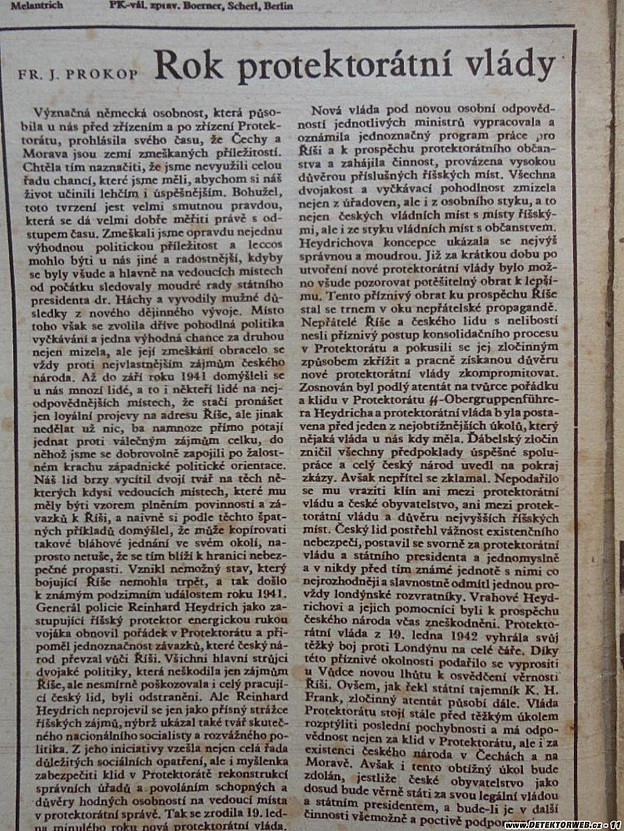 Melantrich PK-vál. zprav. Boerner, Scherl, Berlin
FR. J. PROKOP Rok protektorátní vlády
Význačná německá osobnost, která půso-
bila u nás před zřízením a po zřízení Protek-
torátu, prohlásila svého času, že Čechy a
Morava jsou zemí zmeškaných příležitostí.
Chtěla tím naznačiti, že jsme nevyužili celou
řadu chancí, které jsme měli, abychom si náš
život učinili lehčím i úspěšnějším. Bohužel,
toto tvrzení jest velmi smutnou pravdou,
která se dá velmi dobře měřiti právě s od-
stupem času. Zmeškali jsme opravdu nejednu
výhodnou politickou příležitost a leccos
mohlo býti u nás jiné a radostnější, kdyby
se byly všude a hlavně na vedoucích místech
od počátku sledovaly moudré rady státního
presidenta dr. Háchy a vyvodily mužné dů-
sledky z nového dějinného vývoje. Místo
toho však se zvolila dříve pohodlná politika
vyčkávání a jedna výhodná chance za druhou
nejen mizela, ale její zmeškání obracelo se
vždy proti nejvlastnějším zájmům českého
národa. Až do září roku 1941 domýšleli se
u nás mnozí lidé, a to i někteří lidé na nej-
odpovědnějších místech, že stačí pronášet
jen loyální projevy na adresu Říše, ale jinak
nedělat už nic, ba namnoze přímo potají
jednat proti válečným zájmům celku, do
něhož jsme se dobrovolně zapojili po žalost-
ném krachu západnické politické orientace.
Náš lid brzy vycítil dvojí tvář na těch ně-
kterých kdysi vedoucích místech, které mu
měly býti vzorem plněním povinností a zá-
vazků k Říši, a naivně si podle těchto špat-
ných příkladů domýšlel, že může kopírovati
takové bláhové jednání ve svém okolí, na-
prosto netuše, že se tím blíží k hranici nebez-
pečné propasti. Vznikl nemožný stav, který
bojující Říše nemohla trpět, a tak došlo
k známým podzimním událostem roku 1941.
Generál policie Reinhard Heydrich jako za-
stupující říšský protektor energickou rukou
vojáka obnovil pořádek v Protektorátu a při-
poměl jednoznačnost závazků, které český ná-
rod převzal vůči Říši. Všichni hlavní strůjci
dvojaké politiky, která neškodila jen zájmům
Říše, ale nesmírně poškozovala i celý pracují-
cí český lid, byli odstraněni. Ale Reinhard
Heydrich neprojevil se jen jako přísný strážce
říšských zájmů, nýbrž ukázal také tvář skuteč-
ného nacionálního socialisty a rozvážného po-
litika. Z jeho iniciativy vzešla nejen celá řada
důležitých sociálních opatření, ale i myšlenka
zabezpečiti klid v Protektorátě rekonstrukcí
správních úřadů a povoláním schopných a
důvěry hodných osobností na vedoucí místa
v protektorátní správě. Tak se zrodila 19. led-
na minulého roku nová protektorátní vláda.
Nová vláda pod novou osobní odpověd-
ností jednotlivých ministrů vypracovala a
oznámila jednoznačný program práce pro
Říši a k prospěchu protektorátního občan-
stva a zahájila činnost, provázena vysokou
důvěrou příslušných říšských míst. Všechna
dvojakost a vyčkávací pohodlnost zmizela
nejen z úřadoven, ale i z osobního styku, a to
nejen českých vládních míst s místy říšský-
mi, ale i ze styku vládních míst s občanstvem.
Heydrichova koncepce ukázala se nejvýš
správnou a moudrou. Již za krátkou dobu po
utvoření nové protektorátní vlády bylo mož-
no všude pozorovat potěšitelný obrat k lepší-
mu. Tento příznivý obrat ku prospěchu Říše
stal se trnem v oku nepřátelské propagandě.
Nepřátelé Říše a českého lidu s nelibostí
nesli příznivý postup konsolidačního procesu
v Protektorátu a pokusili se jej zločinným
způsobem zkřížit a pracně získanou důvěru
nové protektorátní vlády zkompromitovat.
Zosnován byl podlý atentát na tvůrce pořádku
a klidu v Protektorátu SS-Obergruppenführe-
ra Heydricha a protektorátní vláda byla posta-
vena před jeden z nejobtížnějších úkolů, který
nějaká vláda u nás kdy měla. Ďábelský zločin
zničil všechny předpoklady úspěšné spolu-
práce a celý český národ uvedl na pokraj
zkázy. Avšak nepřítel se zklamal. Nepodařilo
se mu vraziti klín ani mezi protektorátní
vládu a české obyvatelstvo, ani mezi protek-
torátní vládu a důvěru nejvyšších říšských
míst. Český lid postřehl vážnost existenčního
nebezpečí, postavil se svorně za protektorátní
vládu a státního presidenta a jednomyslně
a v nikdy před tím známé jednotě s nimi co
nejrozhodněji a slavnostně odmítl jednou pro-
vždy londýnské rozvratníky. Vrahové Heyd-
richovi a jejich pomocníci byli k prospěchu
českého národa včas zneškodněni. Protekto-
rátní vláda z 19. ledna 1942 vyhrála svůj
těžký boj proti Londýnu na celé čáře. Díky
této příznivé okolnosti podařilo se vyprositi
u Vůdce novou lhůtu k osvědčení věrnosti
Říši. Ovšem, jak řekl státní tajemník K. H.
Frank, zločinný atentát působí dále. Vláda
Protektorátu stojí stále před těžkým úkolem
rozptýliti poslední pochybnosti a má odpo-
vědnost nejen za klid v Protektorátu, ale i za
existenci českého národa v Čechách a na
Moravě. Avšak i tento obtížný úkol bude
zdolán, jestliže české obyvatelstvo jako
dosud bude věrně státi za svou legální vládou
a státním presidentem, a bude-li je v další
činnosti všemožně a poctivě podporovat
www.DETEKTORWEB.cz - 11